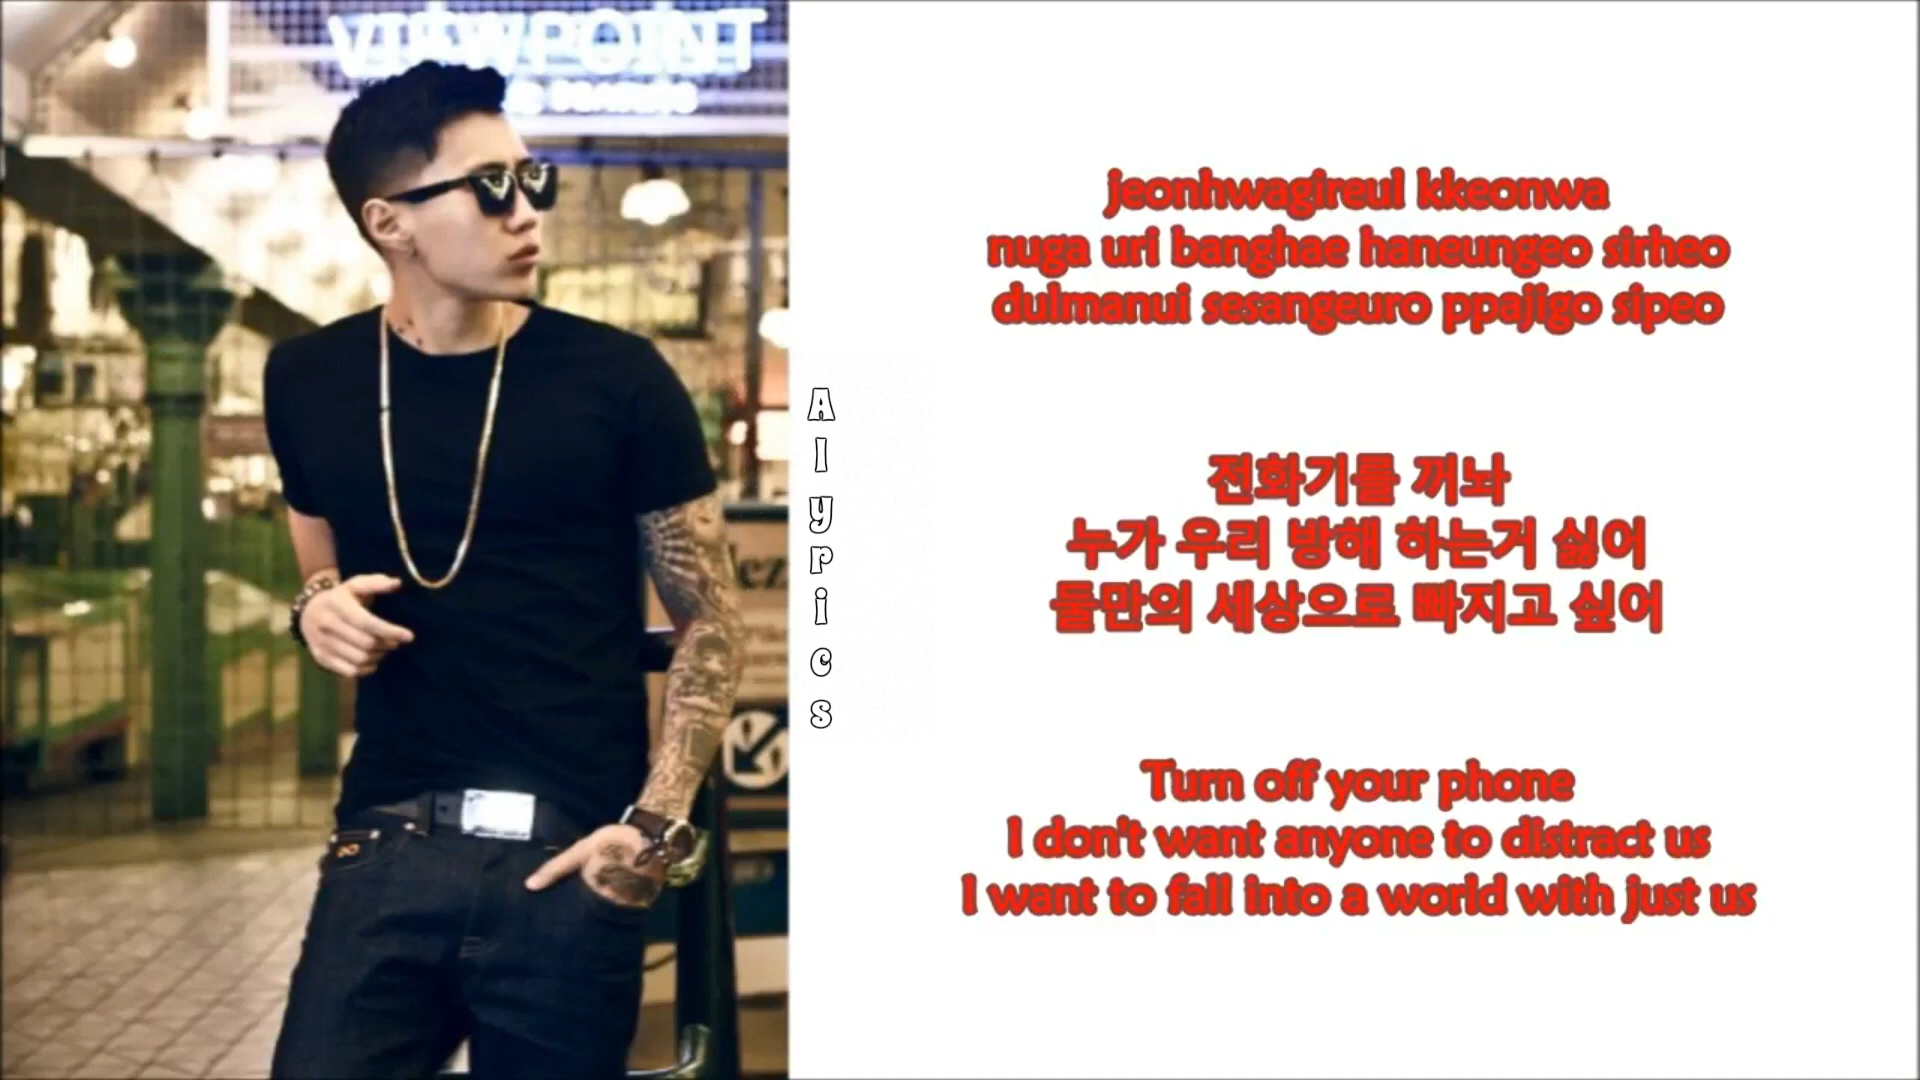 VIEWPOINT
A
l
y
p
i
c
s
jeonhwagireul kkeonwa
nuga uri banghae haneungeo sirheo
dulmanui sesangeuro ppajigo sipeo
전화기를 꺼놔
누가 우리 방해 하는거 싫어
둘만의 세상으로 빠지고 싶어
Turn off your phone
I don't want anyone to distract us
I want to fall into a world with just us